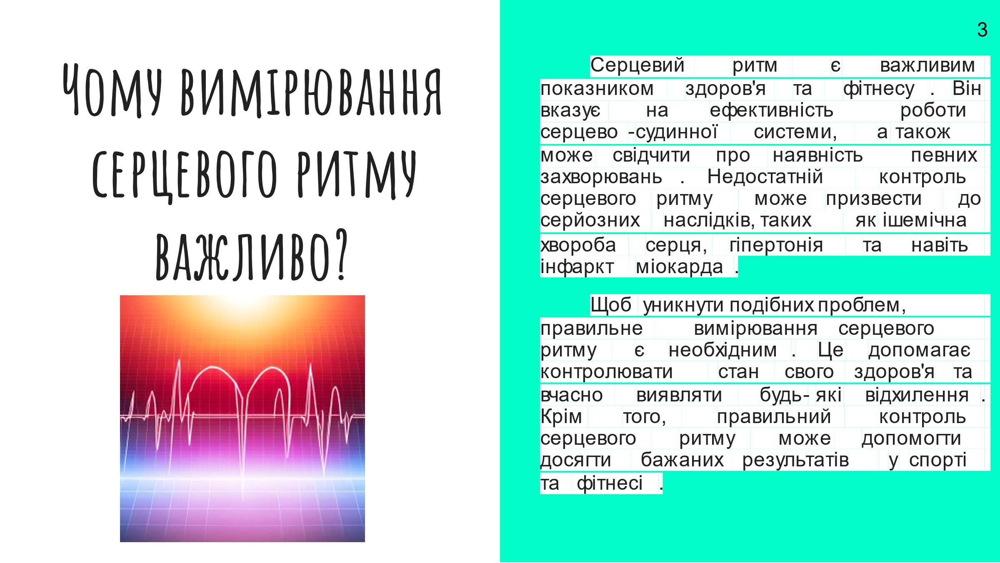 Чому вимірювання
серцевого ритму
важливо?
3
Серцевий ритм є важливим
показником здоров'я та фітнесу . Він
вказує на ефективність роботи
серцево -судинної системи, а також
може свідчити про наявність певних
захворювань . Недостатній контроль
серцевого ритму може призвести до
серйозних наслідків, таких як ішемічна
хвороба серця, гіпертонія та навіть
інфаркт міокарда .
Щоб уникнути подібних проблем,
правильне вимірювання серцевого
ритму є необхідним . Це допомагає
контролювати стан свого здоров'я та
вчасно виявляти будь- які відхилення .
Крім того, правильний контроль
серцевого ритму може допомогти
досягти бажаних результатів у спорті
та фітнесі .